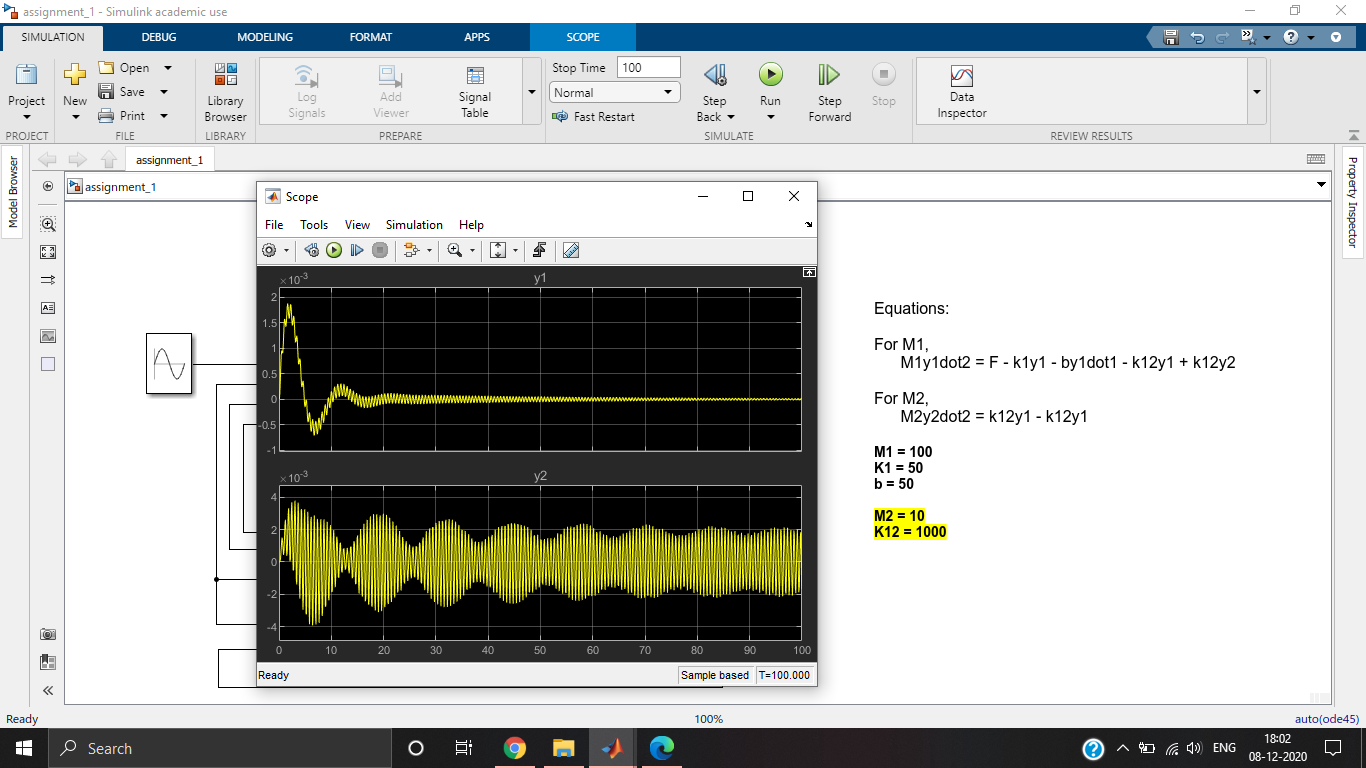 assignment_1 - Simulink academic use
SIMULATION DEBUG MODELING FORMAT APPS SCOPE
Project
New
Open
Save
Print
Library Browser
Log Signals
Add Viewer
Signal Table
Stop Time 100
Normal
Fast Restart
Step Back
Run
Step Forward
Stop
Data Inspector
PROJECT FILE LIBRARY PREPARE SIMULATE REVIEW RESULTS
Model Browser
assignment_1
assignment_1
Property Inspector
Scope
File Tools View Simulation Help
×10-3
y1
2
1.5
1
0.5
0
-0.5
-1
×10-3
y2
4
2
0
-2
-4
0 10 20 30 40 50 60 70 80 90 100
Ready Sample based T=100.000
Equations:
For M1,
M1y1dot2 = F - k1y1 - by1dot1 - k12y1 + k12y2
For M2,
M2y2dot2 = k12y1 - k12y1
M1 = 100
K1 = 50
b = 50
M2 = 10
K12 = 1000
Ready 100% auto(ode45)
Search
ENG
18:02
08-12-2020